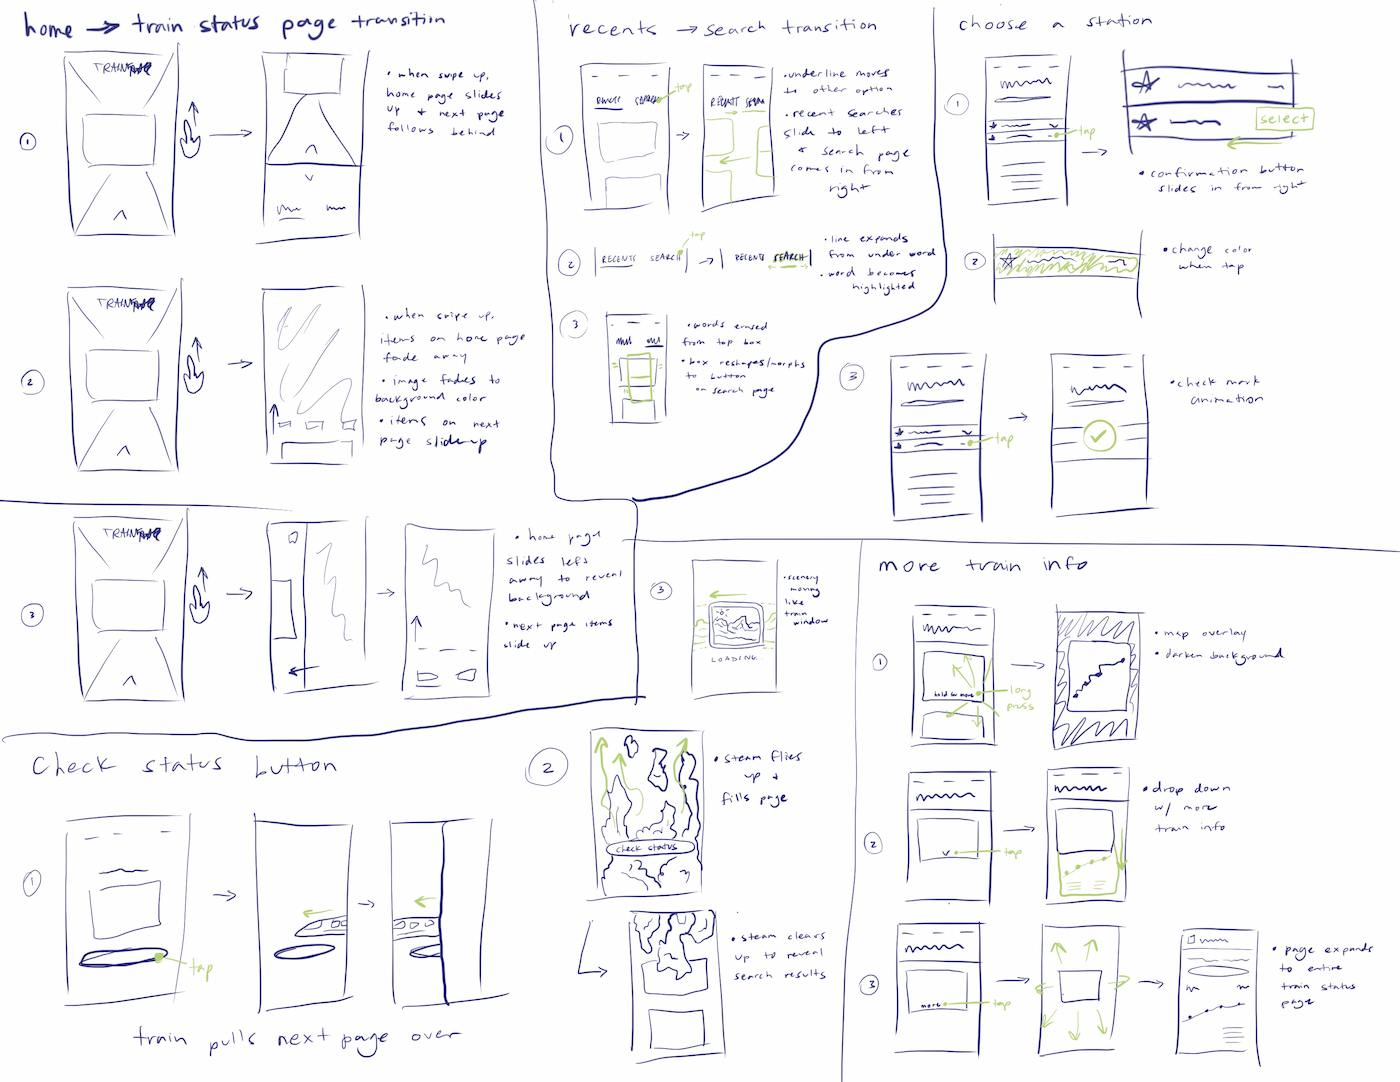 home → train status page transition
1
TRAIN
• when swipe up,
home page slides
up & next page
follows behind
2
TRAIN
• when swipe up,
items on home page
fade away
• image fades to
background color
• items on next
page slide up
3
TRAIN
• home page
slides left
away to reveal
background
• next page items
slide up
recents → search transition
1
RECENTS SEARCH
tap
RECENTS SEARCH
• underline moves
to other option
• recent searches
slide to left
& search page
comes in from
right
2
RECENTS SEARCH
tap
RECENTS SEARCH
• line expands
from under word
• word becomes
highlighted
3
• words erased
from top box
• box reshapes/morphs
to button
on search page
choose a station
1
tap
select
• confirmation button
slides in from right
2
• change color
when tap
3
tap
• check mark
animation
Check status button
1
tap
train pulls next page over
2
check status
• steam flies
up &
fills page
• steam clears
up to reveal
search results
3
LOADING
• scenery
moving
like
train
window
more train info
1
hold for more
long
press
• map overlay
• darken background
2
tap
• drop down
w/ more
train info
3
more
tap
• page expands
to entire
train status
page